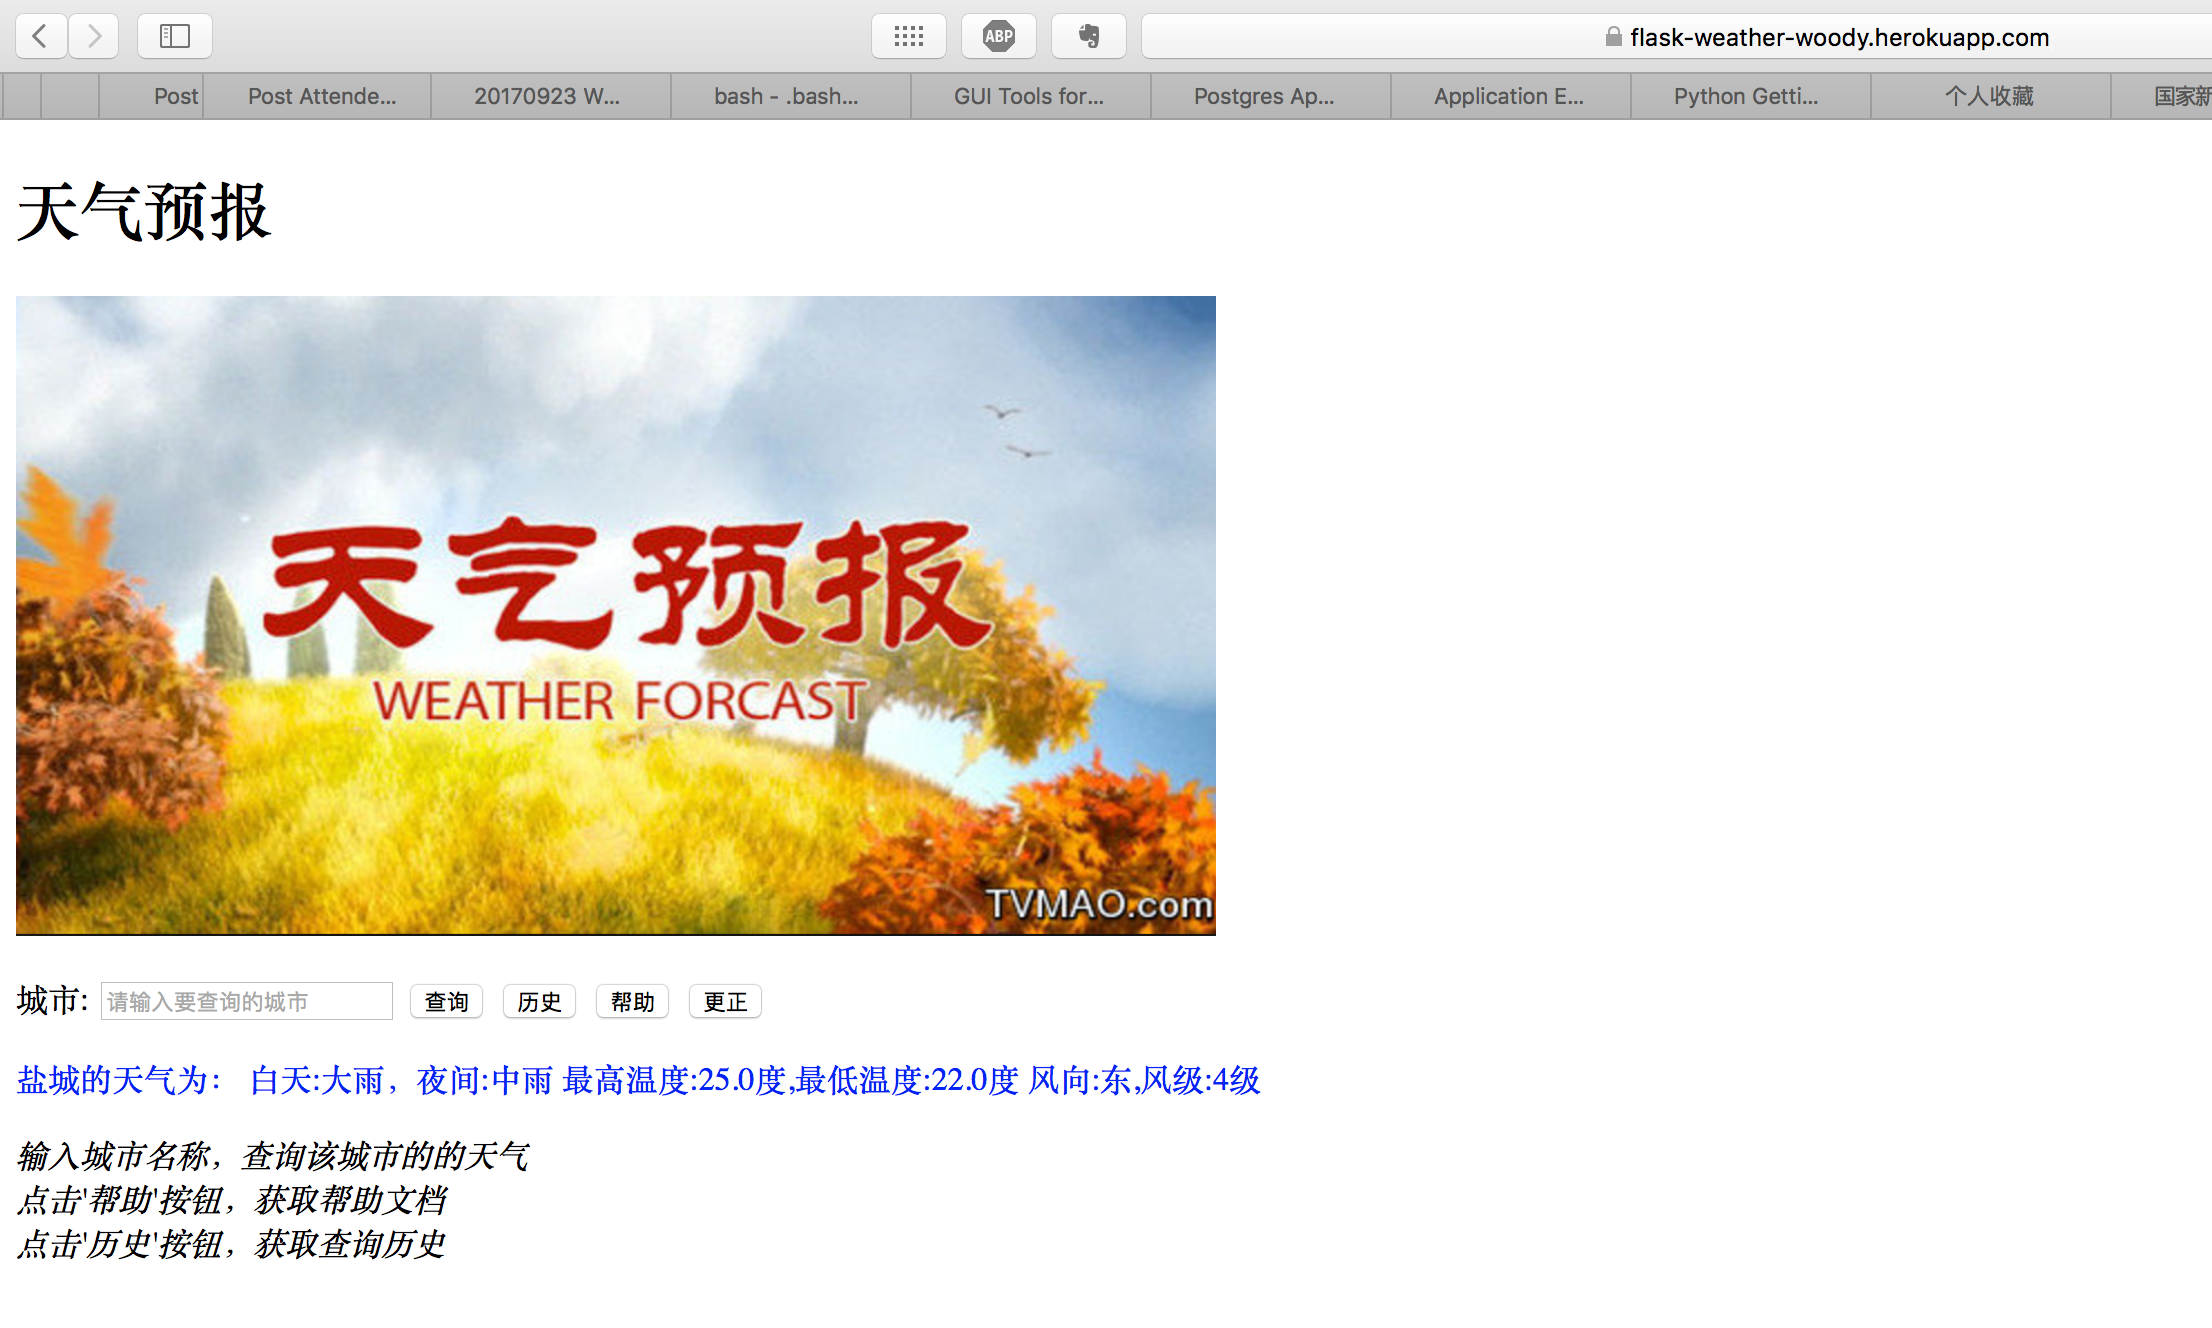 ABP
flask-weather-woody.herokuapp.com
Post
Post Attende...
20170923 W...
bash - .bash...
GUI Tools for...
Postgres Ap...
Application E...
Python Getti...
个人收藏
国家新
天气预报
天气预报
WEATHER FORCAST
TVMAO.com
城市: 请输入要查询的城市 查询 历史 帮助 更正
盐城的天气为： 白天:大雨，夜间:中雨 最高温度:25.0度,最低温度:22.0度 风向:东,风级:4级
输入城市名称，查询该城市的的天气
点击'帮助'按钮，获取帮助文档
点击'历史'按钮，获取查询历史